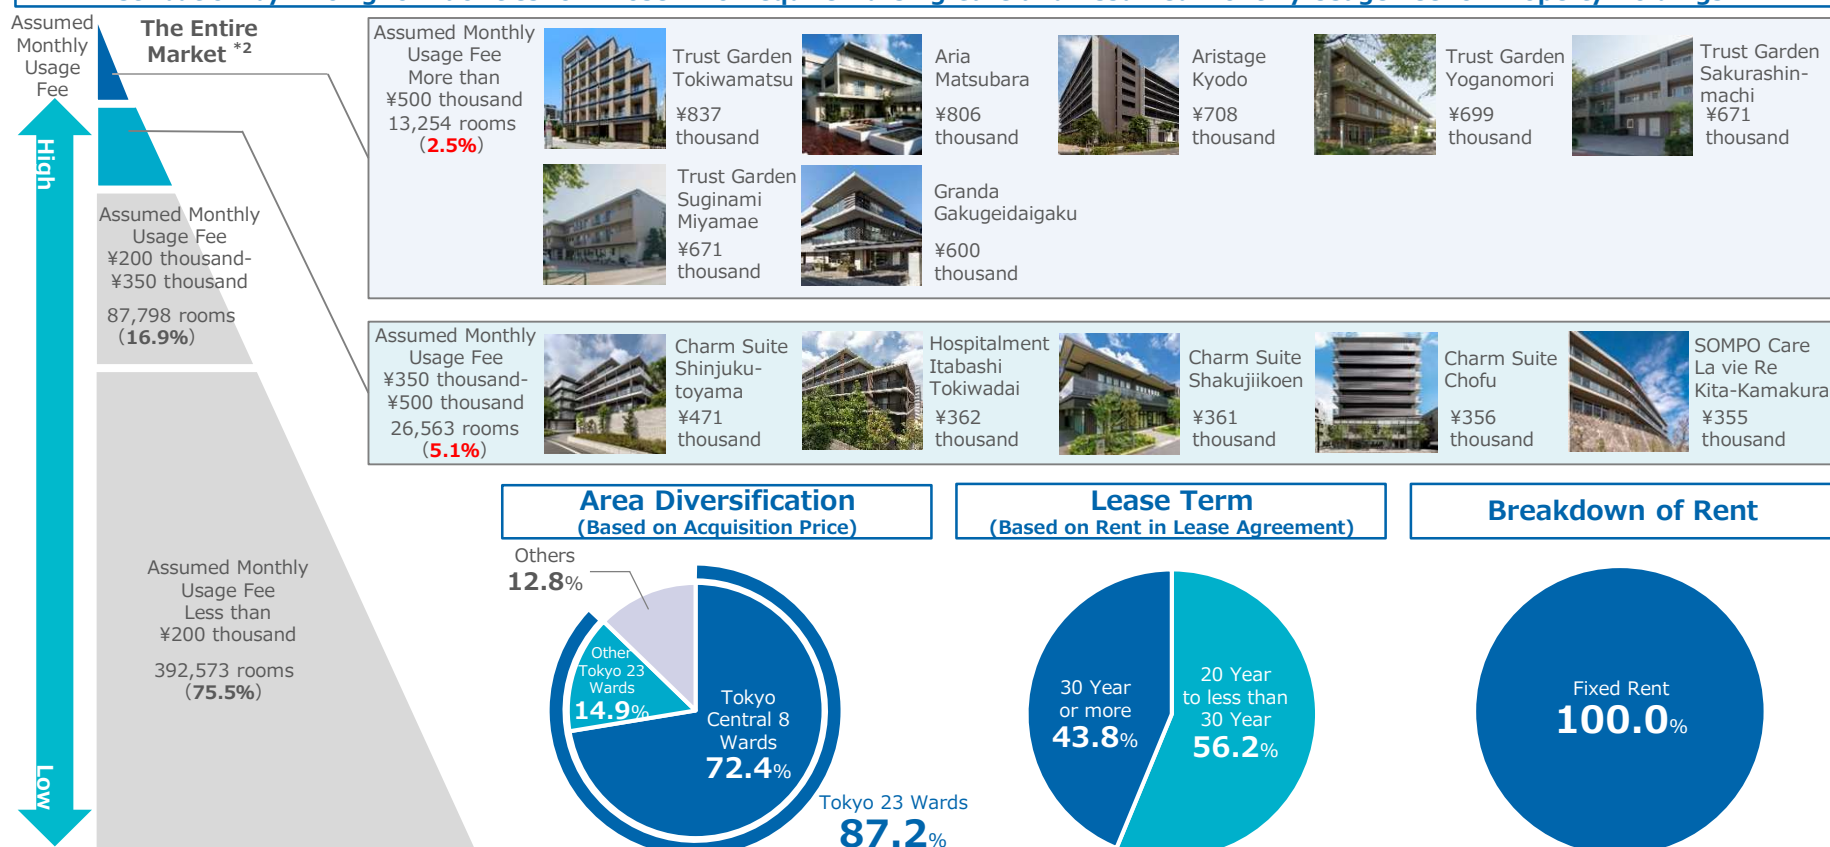 Assumed
Monthly
Usage
Fee
High
Low
The Entire
Market *2
Assumed Monthly
Usage Fee
¥200 thousand-
¥350 thousand
87,798 rooms
(16.9%)
Assumed Monthly
Usage Fee
Less than
¥200 thousand
392,573 rooms
(75.5%)
Assumed Monthly
Usage Fee
More than
¥500 thousand
13,254 rooms
(2.5%)
Trust Garden
Tokiwamatsu
¥837
thousand
Aria
Matsubara
¥806
thousand
Aristage
Kyodo
¥708
thousand
Trust Garden
Yoganomori
¥699
thousand
Trust Garden
Sakurashin-
machi
¥671
thousand
Trust Garden
Suginami
Miyamae
¥671
thousand
Granda
Gakugeidaigaku
¥600
thousand
Assumed Monthly
Usage Fee
¥350 thousand-
¥500 thousand
26,563 rooms
(5.1%)
Charm Suite
Shinjuku-
toyama
¥471
thousand
Hospitalment
Itabashi
Tokiwadai
¥362
thousand
Charm Suite
Shakujiikoen
¥361
thousand
Charm Suite
Chofu
¥356
thousand
SOMPO Care
La vie Re
Kita-Kamakura
¥355
thousand
Area Diversification
(Based on Acquisition Price)
Others
12.8%
Other
Tokyo 23
Wards
14.9%
Tokyo
Central 8
Wards
72.4%
Tokyo 23 Wards
87.2%
Lease Term
(Based on Rent in Lease Agreement)
30 Year
or more
43.8%
20 Year
to less than
30 Year
56.2%
Breakdown of Rent
Fixed Rent
100.0%